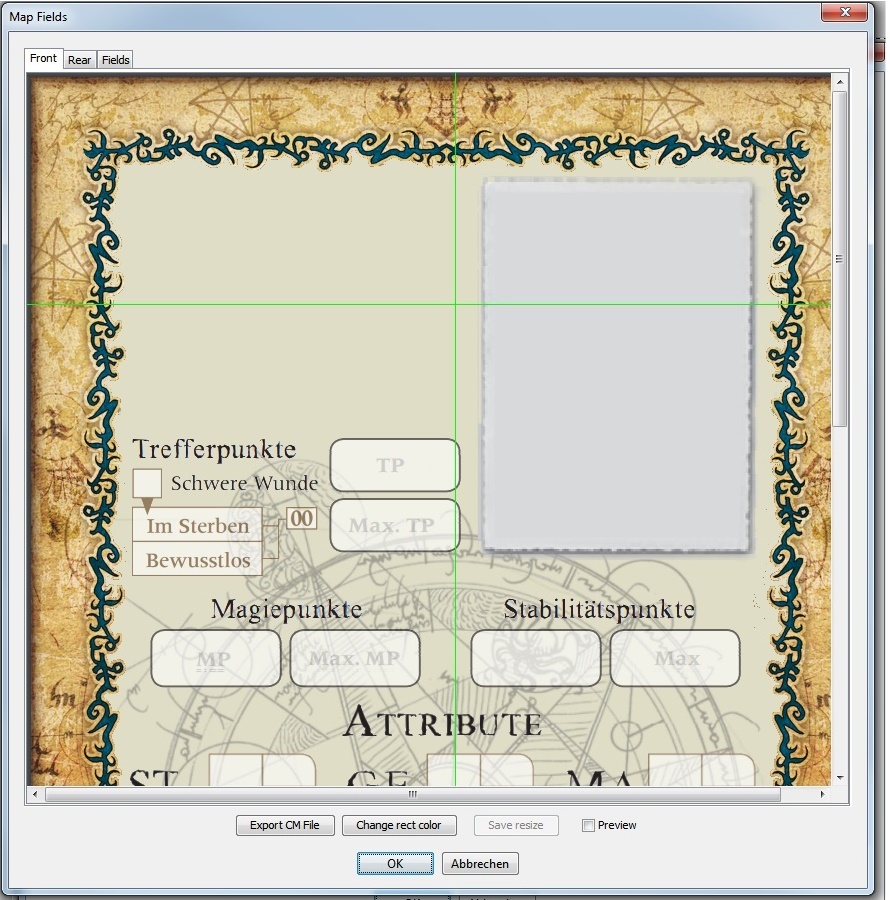 Map Fields
Front Rear Fields
Trefferpunkte
TP
Schwere Wunde
00
Im Sterben
Max. TP
Bewusstlos
Magiepunkte Stabilitätspunkte
MP Max. MP Max
ATTRIBUTE
ST GE MA
Export CM File Change rect color Save resize Preview
OK Abbrechen